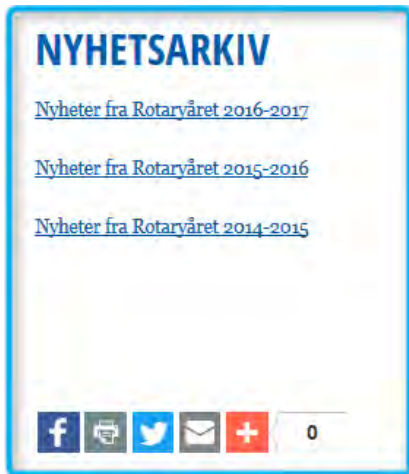 NYHETSARKIV
Nyheter fra Rotaryåret 2016-2017
Nyheter fra Rotaryåret 2015-2016
Nyheter fra Rotaryåret 2014-2015
0